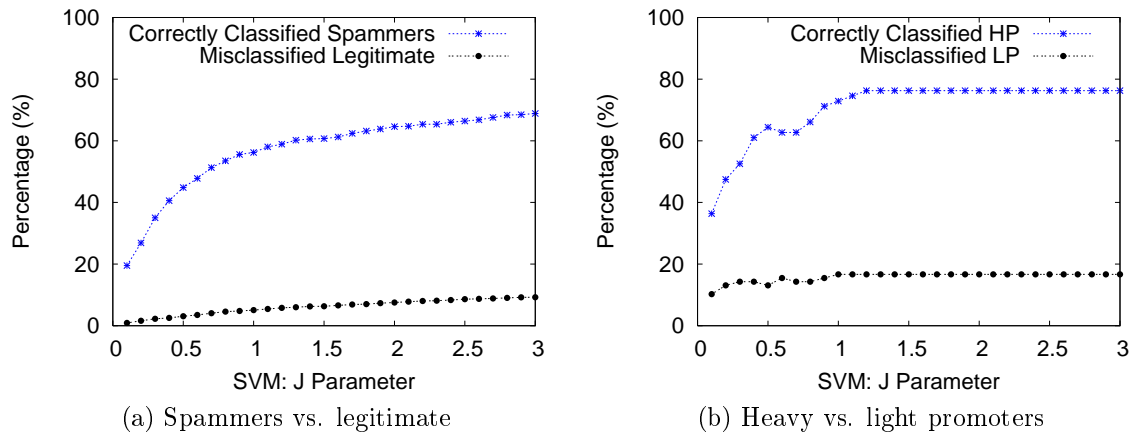 100
80
60
40
20
0
Percentage (%)
Correctly Classified Spammers
Misclassified Legitimate
0 0.5 1 1.5 2 2.5 3
SVM: J Parameter
(a) Spammers vs. legitimate
100
80
60
40
20
0
Percentage (%)
Correctly Classified HP
Misclassified LP
0 0.5 1 1.5 2 2.5 3
SVM: J Parameter
(b) Heavy vs. light promoters